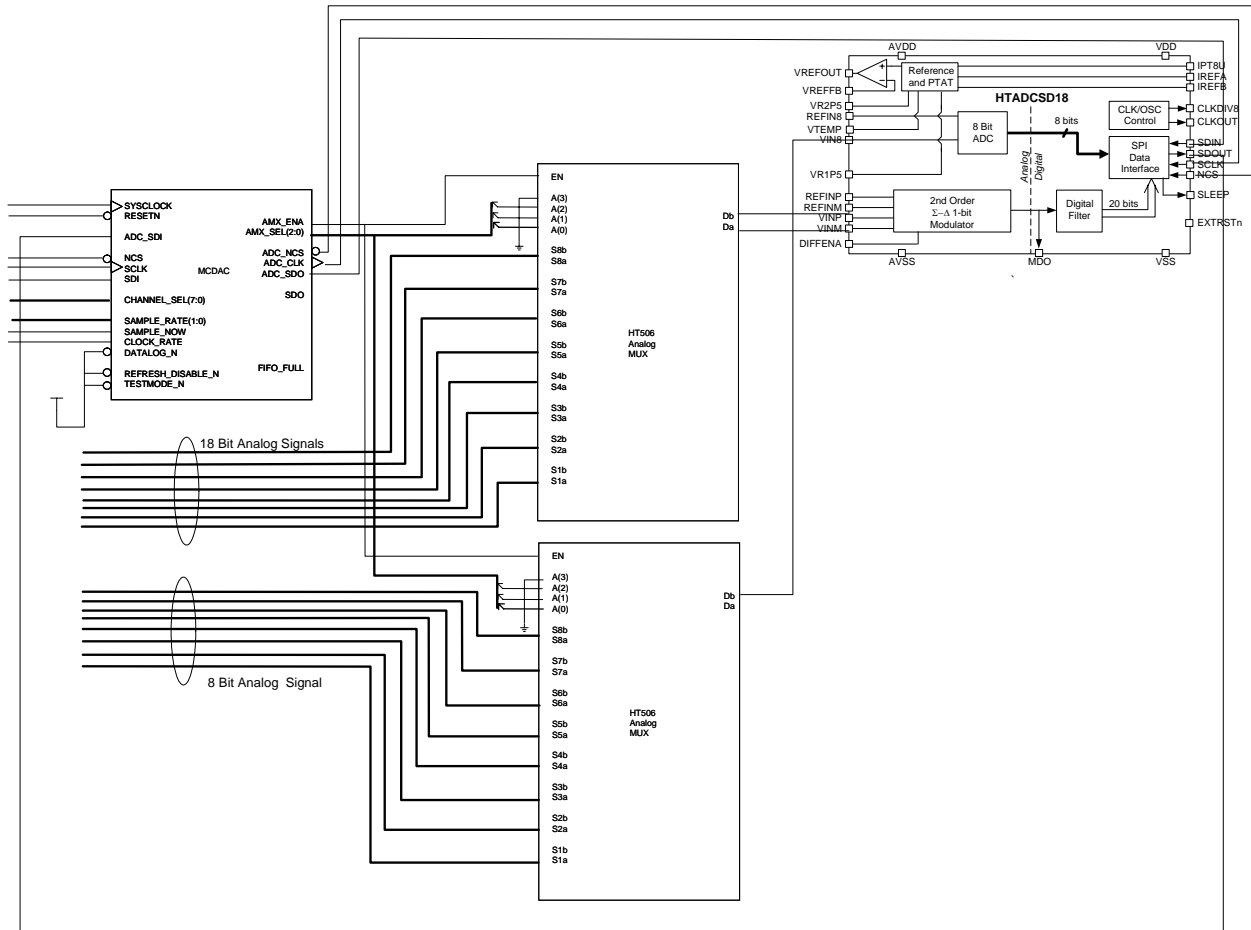 SYSCLOCK
RESETN
ADC_SDI
NCS
SCLK
SDI
CHANNEL_SEL(7:0)
SAMPLE_RATE(1:0)
SAMPLE_NOW
CLOCK_RATE
DATALOG_N
REFRESH_DISABLE_N
TESTMODE_N
MCDAC
AMX_ENA
AMX_SEL(2:0)
ADC_NCS
ADC_CLK
ADC_SDO
SDO
FIFO_FULL
18 Bit Analog Signals
8 Bit Analog Signal
EN
A(3)
A(2)
A(1)
A(0)
S8b
S8a
S7b
S7a
S6b
S6a
S5b
S5a
S4b
S4a
S3b
S3a
S2b
S2a
S1b
S1a
HT506
Analog
MUX
Db
Da
EN
A(3)
A(2)
A(1)
A(0)
S8b
S8a
S7b
S7a
S6b
S6a
S5b
S5a
S4b
S4a
S3b
S3a
S2b
S2a
S1b
S1a
HT506
Analog
MUX
Db
Da
AVDD
VDD
VREFOUT
VREFFB
VR2P5
REFIN8
VTEMP
VIN8
VR1P5
REFINP
REFINM
VINP
VINM
DIFFENA
AVSS
MDO
VSS
+
−
Reference
and PTAT
HTADCSD18
8 Bit
ADC
8 bits
Analog
Digital
2nd Order
Σ-Δ 1-bit
Modulator
Digital
Filter
20 bits
CLK/OSC
Control
SPI
Data
Interface
IPT8U
IREFA
IREFB
CLKDIV8
CLKOUT
SDIN
SDOUT
SCLK
NCS
SLEEP
EXTRSTn